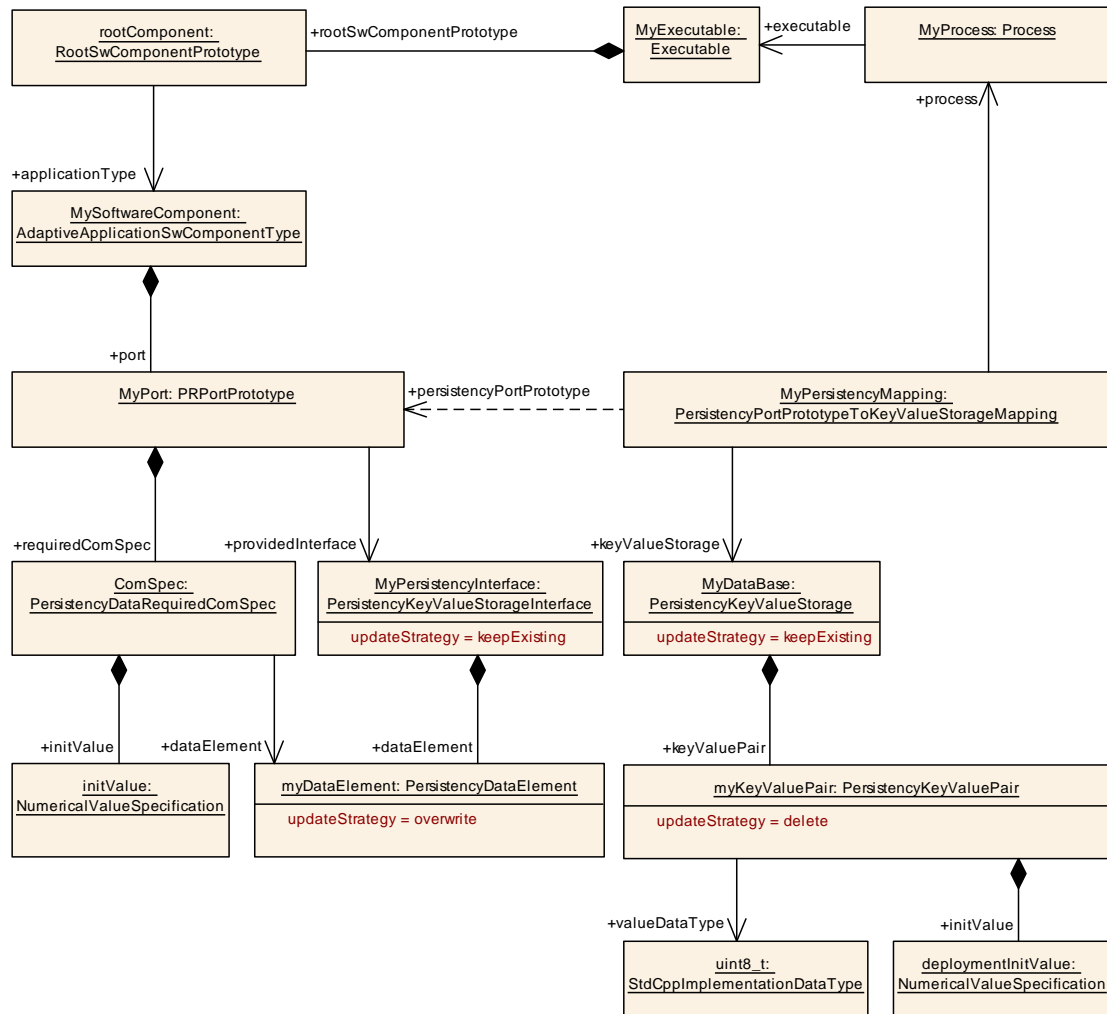 rootComponent:
RootSwComponentPrototype
+rootSwComponentPrototype
MyExecutable:
Executable
+executable
MyProcess: Process
+process
+applicationType
MySoftwareComponent:
AdaptiveApplicationSwComponentType
+port
MyPort: PRPortPrototype
+persistencyPortPrototype
MyPersistencyMapping:
PersistencyPortPrototypeToKeyValueStorageMapping
+requiredComSpec
+providedInterface
+keyValueStorage
ComSpec:
PersistencyDataRequiredComSpec
MyPersistencyInterface:
PersistencyKeyValueStorageInterface
updateStrategy = keepExisting
MyDataBase:
PersistencyKeyValueStorage
updateStrategy = keepExisting
+initValue
+dataElement
+dataElement
+keyValuePair
initValue:
NumericalValueSpecification
myDataElement: PersistencyDataElement
updateStrategy = overwrite
myKeyValuePair: PersistencyKeyValuePair
updateStrategy = delete
+valueDataType
+initValue
uint8_t:
StdCppImplementationDataType
deploymentInitValue:
NumericalValueSpecification